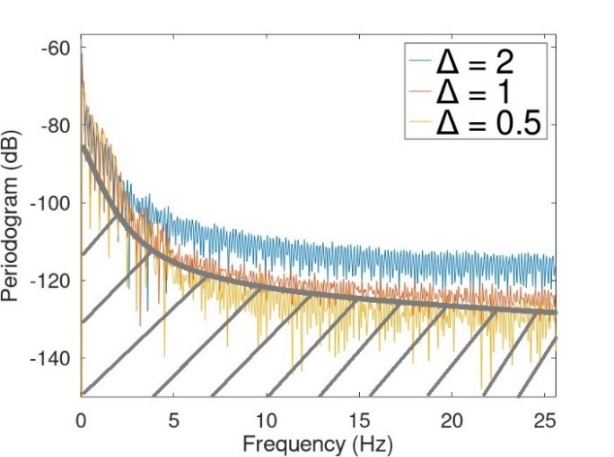 Δ = 2
Δ = 1
Δ = 0.5
-60
-80
-100
-120
-140
Periodogram (dB)
0 5 10 15 20 25
Frequency (Hz)